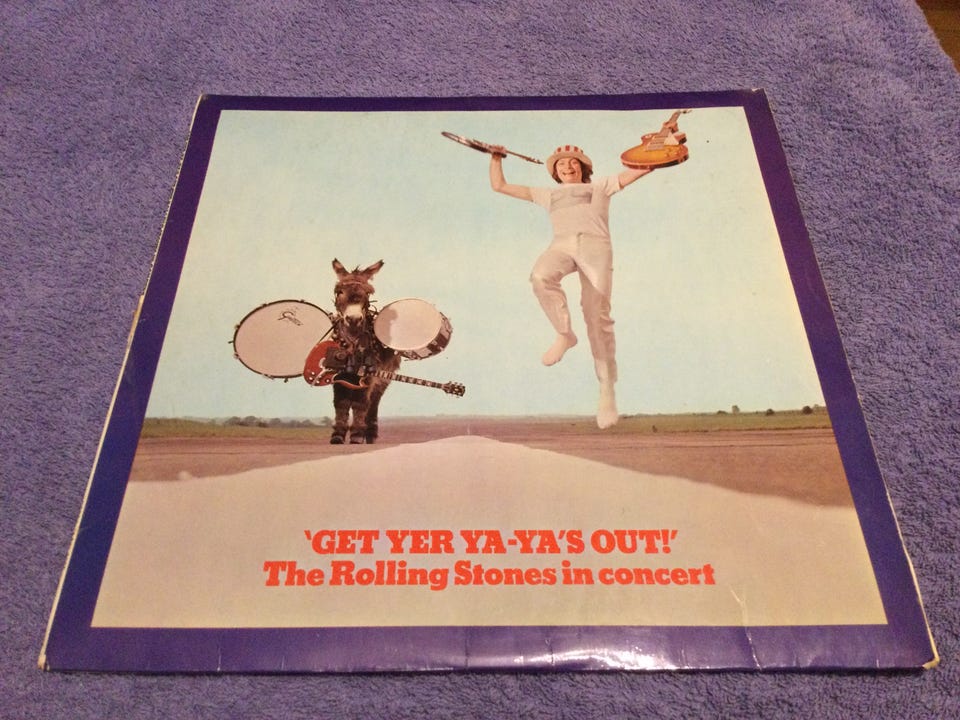 ‘GET YER YA-YA’S OUT!’
The Rolling Stones in concert